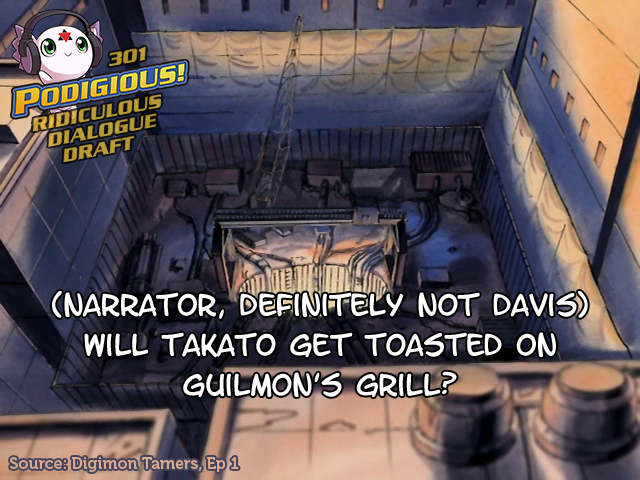 301
PODIGIOUS!
RIDICULOUS
DIALOGUE
DRAFT
(NARRATOR, DEFINITELY NOT DAVIS)
WILL TAKATO GET TOASTED ON
GUILMON'S GRILL?
Source: Digimon Tamers, Ep 1